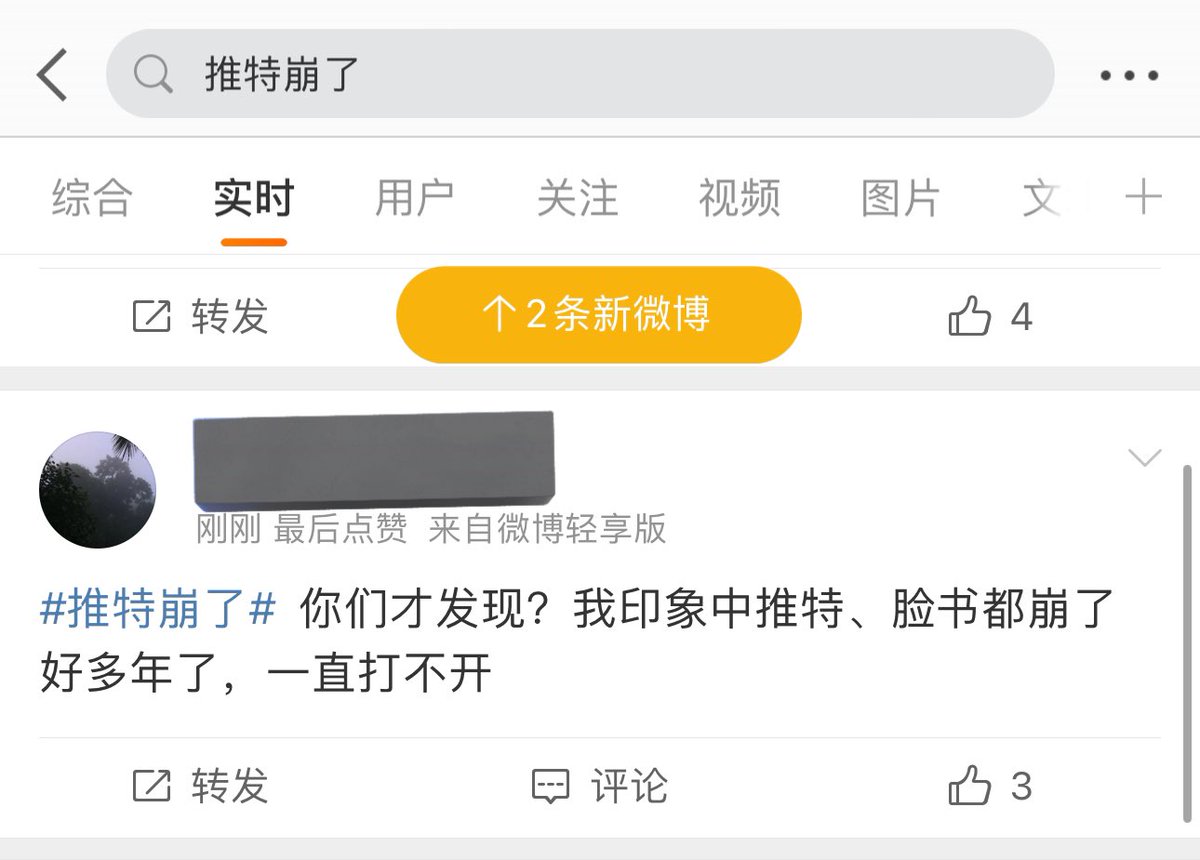 推特崩了
综合 实时 用户 关注 视频 图片 文
转发 ↑2条新微博 4
刚刚 最后点赞 来自微博轻享版
#推特崩了# 你们才发现？我印象中推特、脸书都崩了
好多年了，一直打不开
转发 评论 3